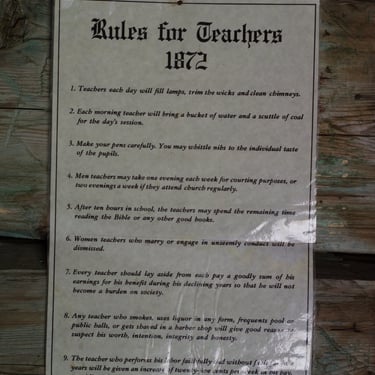 Rules for Teachers
1872
1. Teachers each day will fill lamps, trim the wicks and clean chimneys.
2. Each morning teacher will bring a bucket of water and a scuttle of coal
for the day's session.
3. Make your pens carefully. You may whittle nibs to the individual taste
of the pupils.
4. Men teachers may take one evening each week for courting purposes, or
two evenings a week if they attend church regularly.
5. After ten hours in school, the teachers may spend the remaining time
reading the Bible or any other good books.
6. Women teachers who marry or engage in unseemly conduct will be
dismissed.
7. Every teacher should lay aside from each pay a goodly sum of his
earnings for his benefit during his declining years so that he will not
become a burden on society.
8. Any teacher who smokes, uses liquor in any form, frequents pool or
public halls, or gets shaved in a barber shop will give good reason to
suspect his worth, intention, integrity and honesty.
9. The teacher who performs his labor faithfully and without fault
years will be given an increase of twenty-five cents per week in his pay,